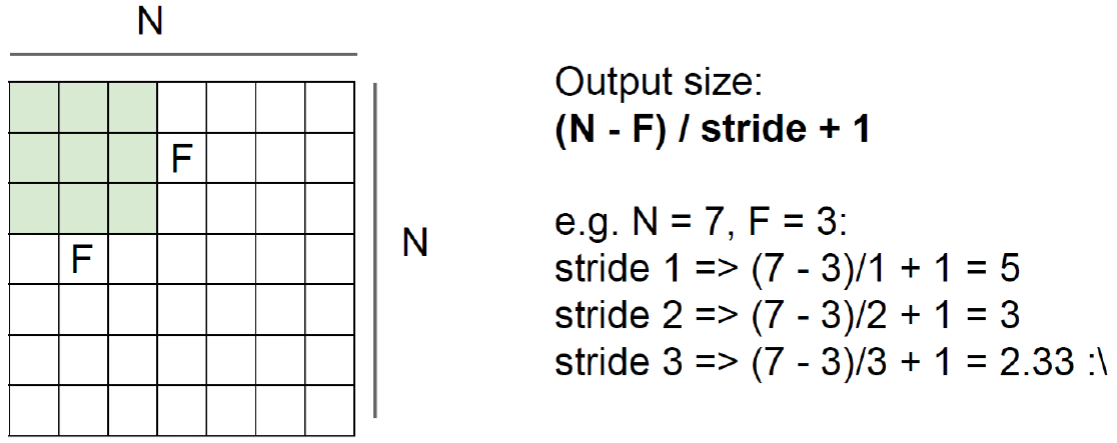 N
F
F
N
Output size:
(N - F) / stride + 1
e.g. N = 7, F = 3:
stride 1 => (7 - 3)/1 + 1 = 5
stride 2 => (7 - 3)/2 + 1 = 3
stride 3 => (7 - 3)/3 + 1 = 2.33 :\